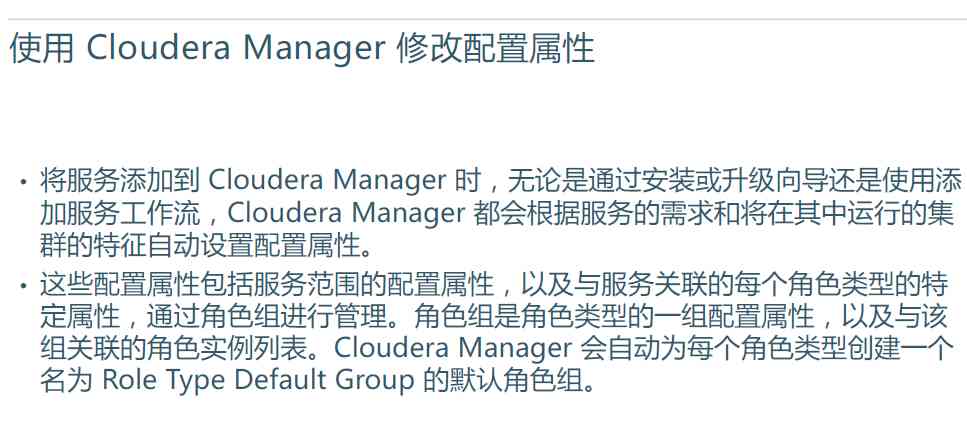 使用 Cloudera Manager 修改配置属性
• 将服务添加到 Cloudera Manager 时，无论是通过安装或升级向导还是使用添
加服务工作流，Cloudera Manager 都会根据服务的需求和将在其中运行的集
群的特征自动设置配置属性。
• 这些配置属性包括服务范围的配置属性，以及与服务关联的每个角色类型的特
定属性，通过角色组进行管理。角色组是角色类型的一组配置属性，以及与该
组关联的角色实例列表。Cloudera Manager 会自动为每个角色类型创建一个
名为 Role Type Default Group 的默认角色组。